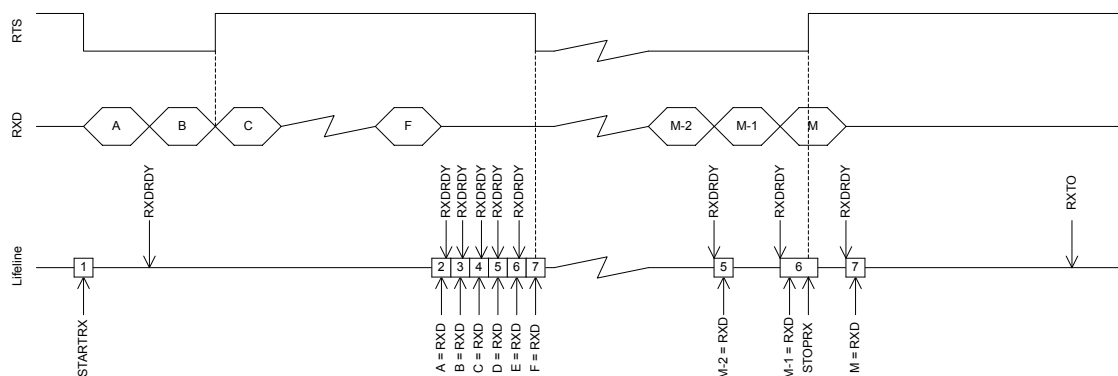 RTS
RXD
A
B
C
F
M-2
M-1
M
Lifeline
RXDRDY
RXDRDY
RXDRDY
RXDRDY
RXDRDY
RXDRDY
RXDRDY
RXDRDY
RXDRDY
RXTO
1
2
3
4
5
6
7
5
6
7
STARTRX
A = RXD
B = RXD
C = RXD
D = RXD
E = RXD
F = RXD
M-2 = RXD
M-1 = RXD
STOPRX
M = RXD